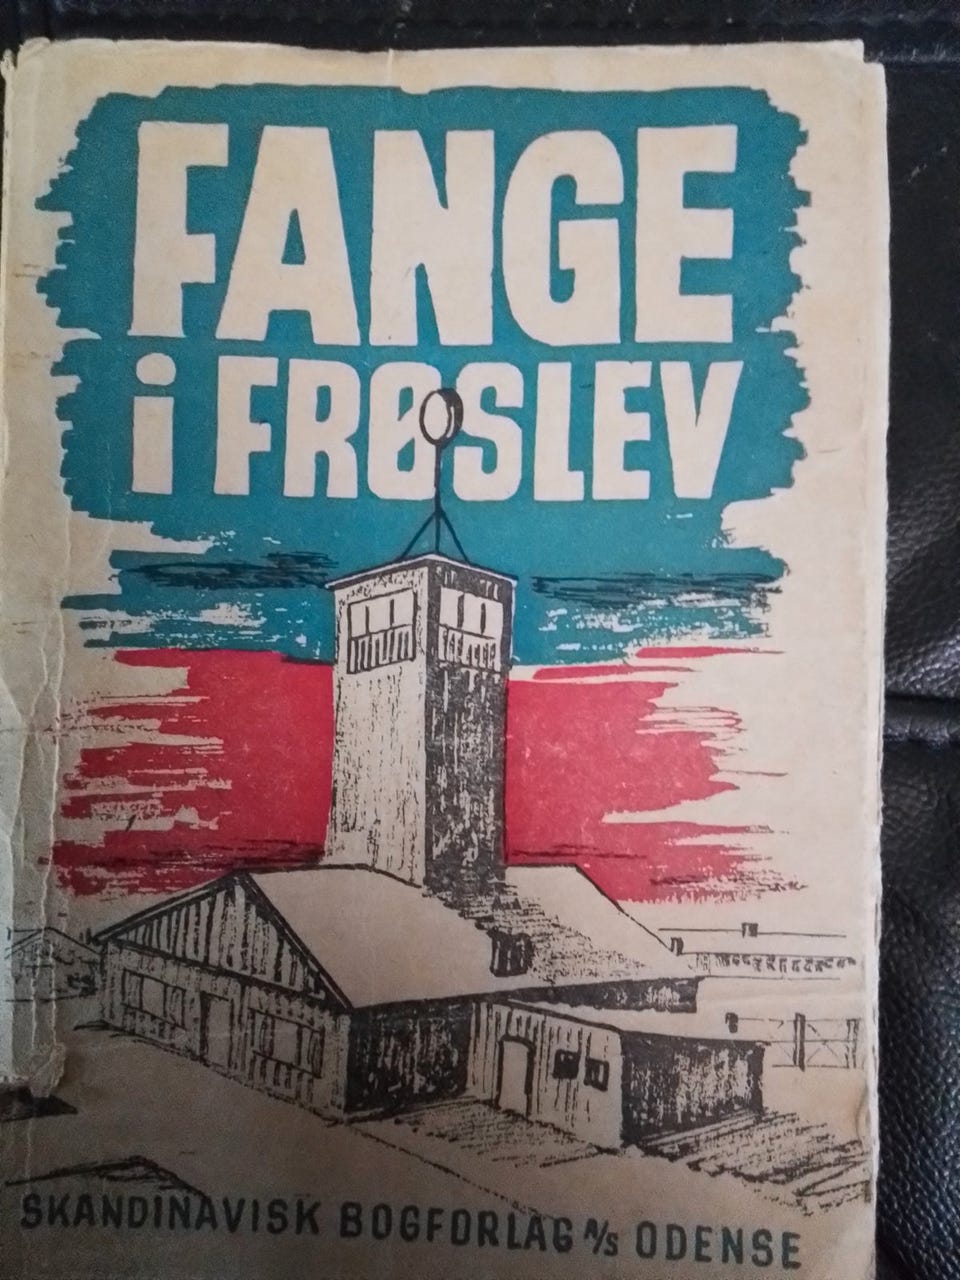 FANGE
i FRØSLEV
SKANDINAVISK BOGFORLAG A/S ODENSE